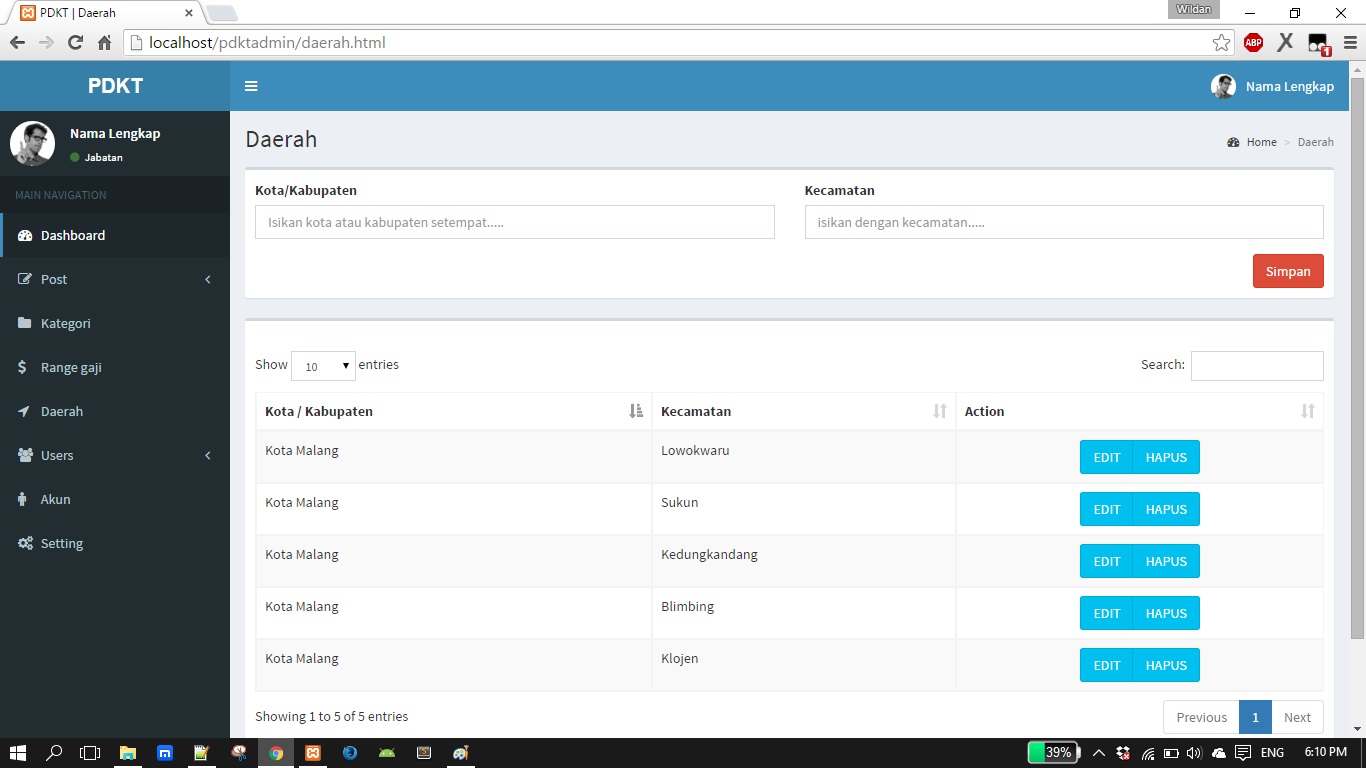 PDKT | Daerah
Wildan
localhost/pdktadmin/daerah.html
ABP
1
PDKT
Nama Lengkap
Nama Lengkap
Jabatan
MAIN NAVIGATION
Dashboard
Post
Kategori
Range gaji
Daerah
Users
Akun
Setting
Daerah
Home > Daerah
Kota/Kabupaten
Kecamatan
Isikan kota atau kabupaten setempat.....
isikan dengan kecamatan.....
Simpan
Show 10 entries
Search:
Kota / Kabupaten Kecamatan Action
Kota Malang Lowokwaru EDIT HAPUS
Kota Malang Sukun EDIT HAPUS
Kota Malang Kedungkandang EDIT HAPUS
Kota Malang Blimbing EDIT HAPUS
Kota Malang Klojen EDIT HAPUS
Showing 1 to 5 of 5 entries
Previous 1 Next
39%
ENG
6:10 PM